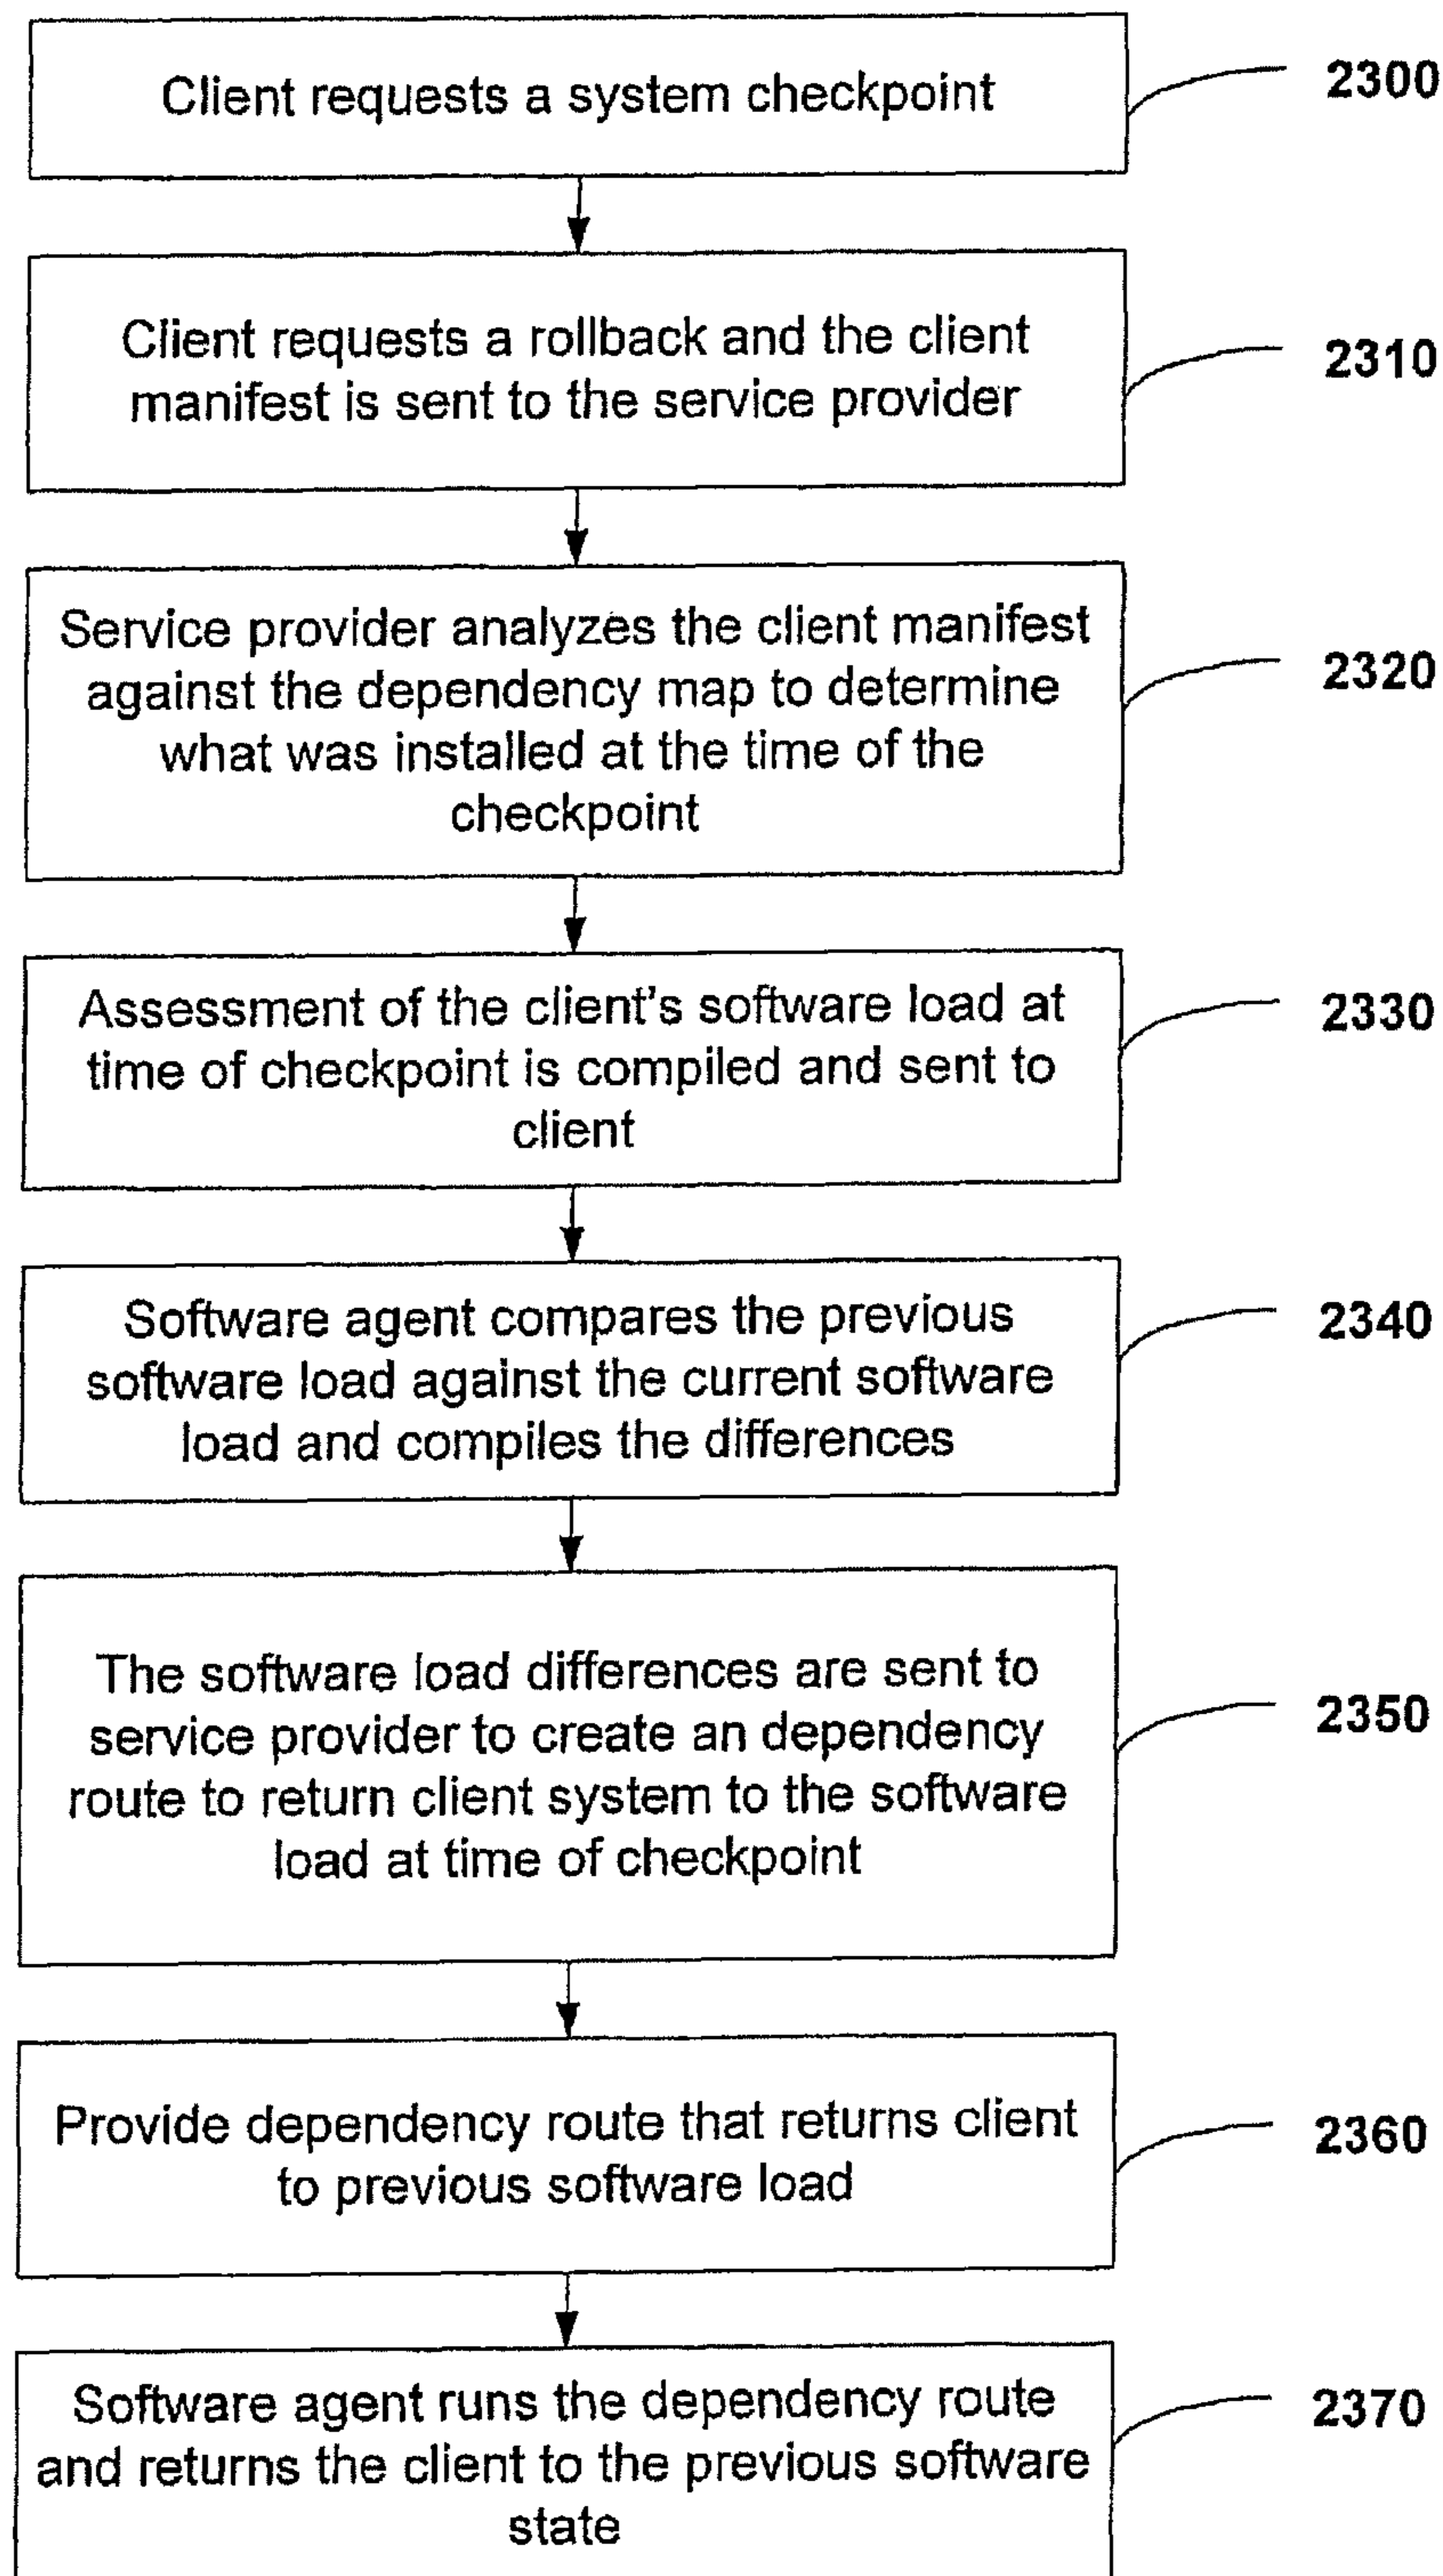 Client requests a system checkpoint
2300
Client requests a rollback and the client
manifest is sent to the service provider
2310
Service provider analyzes the client manifest
against the dependency map to determine
what was installed at the time of the
checkpoint
2320
Assessment of the client's software load at
time of checkpoint is compiled and sent to
client
2330
Software agent compares the previous
software load against the current software
load and compiles the differences
2340
The software load differences are sent to
service provider to create an dependency
route to return client system to the software
load at time of checkpoint
2350
Provide dependency route that returns client
to previous software load
2360
Software agent runs the dependency route
and returns the client to the previous software
state
2370